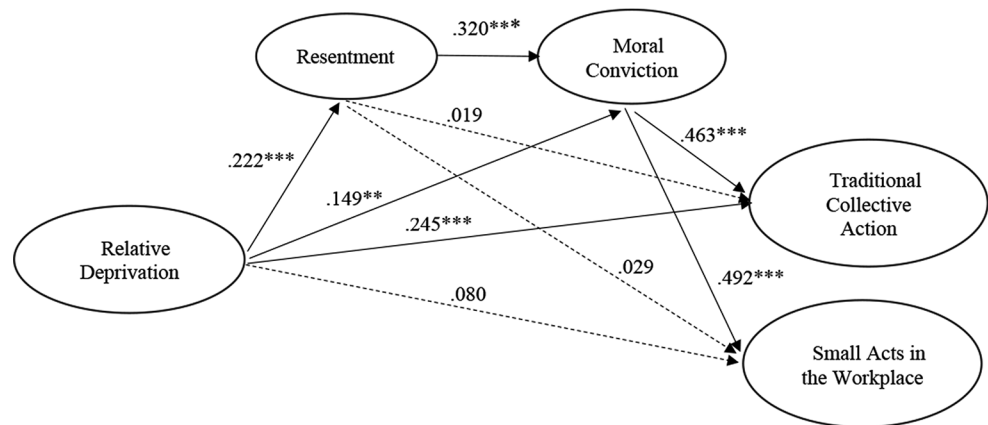 .320***
Resentment
Moral
Conviction
.019
.463***
.222***
.149**
.245***
Traditional
Collective
Action
Relative
Deprivation
.029
.492***
.080
Small Acts in
the Workplace